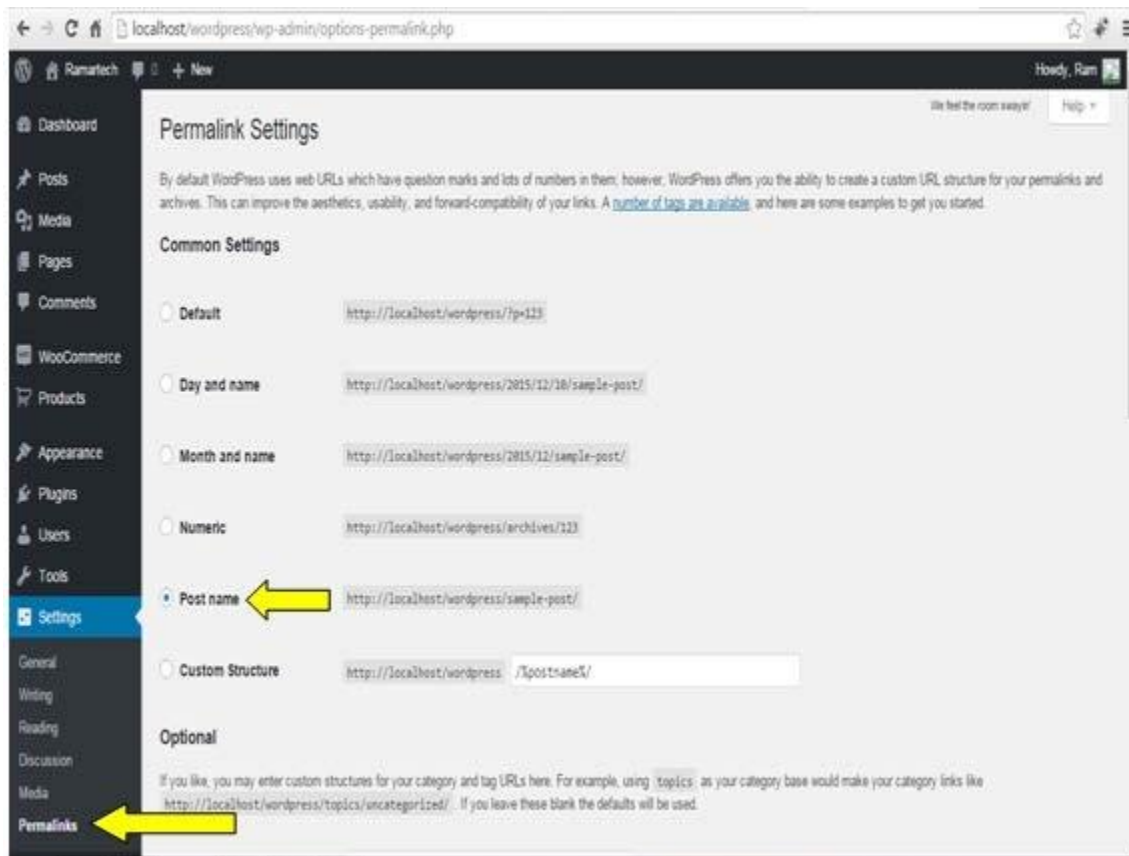 localhost/wordpress/wp-admin/options-permalink.php
Ramartech 0 + New Howdy, Ram
We feel the room swayin' Help
Dashboard
Posts
Media
Pages
Comments
WooCommerce
Products
Appearance
Plugins
Users
Tools
Settings
General
Writing
Reading
Discussion
Media
Permalinks
Permalink Settings
By default WordPress uses web URLs which have question marks and lots of numbers in them; however, WordPress offers you the ability to create a custom URL structure for your permalinks and
archives. This can improve the aesthetics, usability, and forward-compatibility of your links. A number of tags are available, and here are some examples to get you started.
Common Settings
Default http://localhost/wordpress/?p=123
Day and name http://localhost/wordpress/2015/12/10/sample-post/
Month and name http://localhost/wordpress/2015/12/sample-post/
Numeric http://localhost/wordpress/archives/123
Post name http://localhost/wordpress/sample-post/
Custom Structure http://localhost/wordpress /%postname%/
Optional
If you like, you may enter custom structures for your category and tag URLs here. For example, using topics as your category base would make your category links like
http://localhost/wordpress/topics/uncategorized/ . If you leave these blank the defaults will be used.